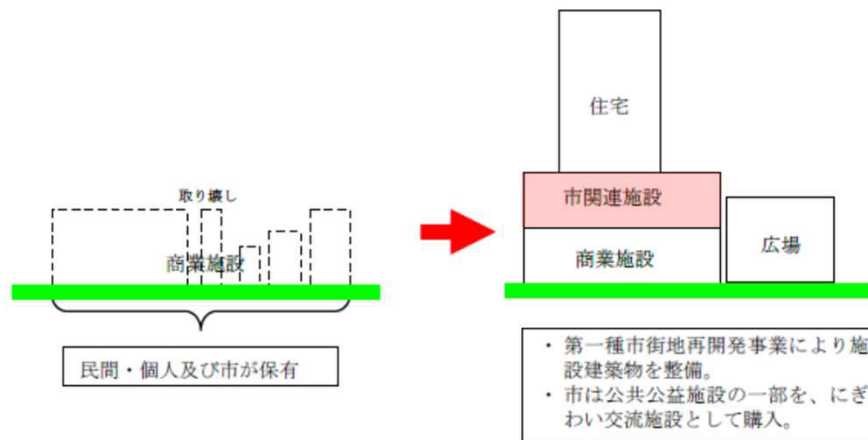 住宅
取り壊し
市関連施設
商業施設
商業施設
広場
民間・個人及び市が保有
・ 第一種市街地再開発事業により施
設建築物を整備。
・ 市は公共公益施設の一部を、にぎ
わい交流施設として購入。